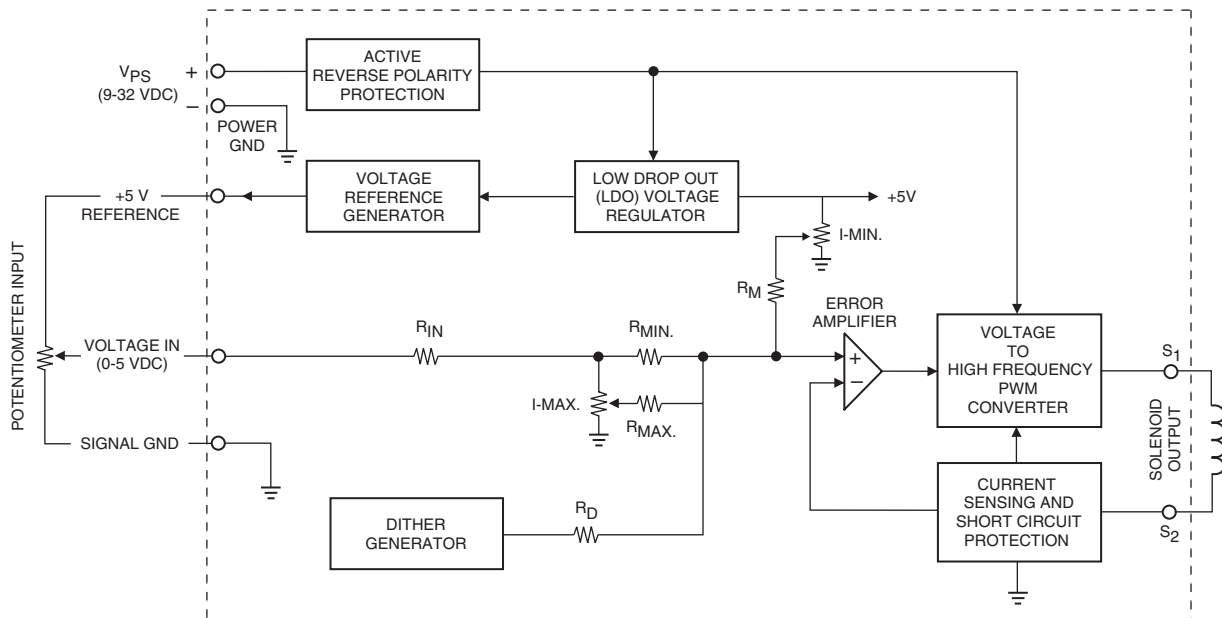 VPS
(9-32 VDC)
+
−
POWER
GND
ACTIVE
REVERSE POLARITY
PROTECTION
+5 V
REFERENCE
VOLTAGE
REFERENCE
GENERATOR
LOW DROP OUT
(LDO) VOLTAGE
REGULATOR
+5V
I-MIN.
RM
POTENTIOMETER INPUT
VOLTAGE IN
(0-5 VDC)
RIN
RMIN.
I-MAX.
RMAX.
ERROR
AMPLIFIER
+
−
VOLTAGE
TO
HIGH FREQUENCY
PWM
CONVERTER
S1
SOLENOID
OUTPUT
S2
SIGNAL GND
DITHER
GENERATOR
RD
CURRENT
SENSING AND
SHORT CIRCUIT
PROTECTION